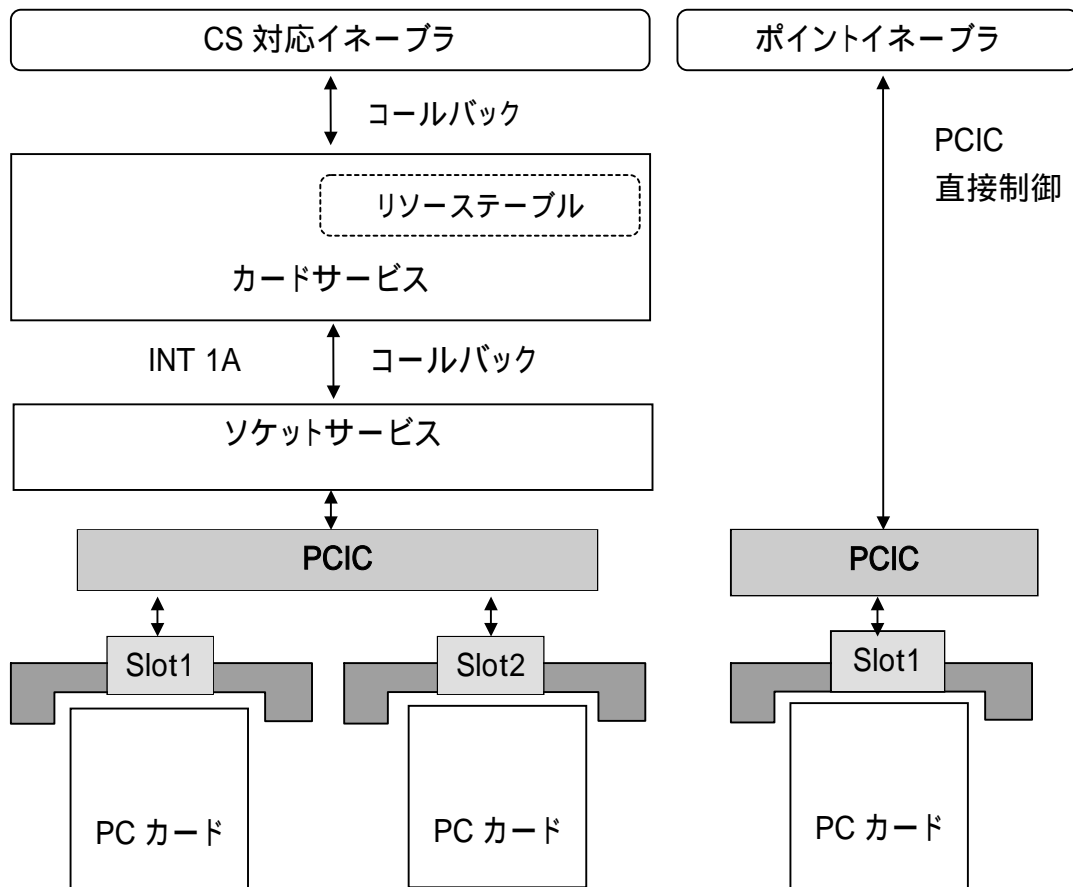 CS 対応イネーブラ
ポイントイネーブラ
コールバック
PCIC
直接制御
リソーステーブル
カードサービス
INT 1A
コールバック
ソケットサービス
PCIC
PCIC
Slot1
Slot2
Slot1
PC カード
PC カード
PC カード